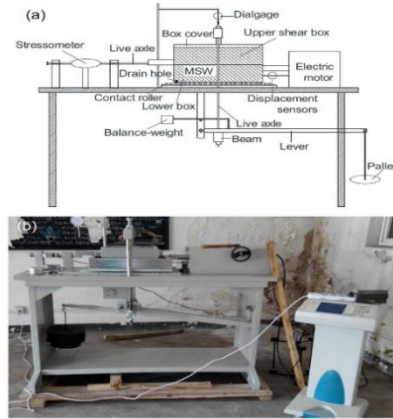 (a)
Dialgage
Box cover
Upper shear box
Stressometer
Live axle
MSW
Electric
motor
Drain hole
Contact roller
Lower box
Displacement
sensors
Live axle
Balance-weight
Beam
Lever
Palle
(b)